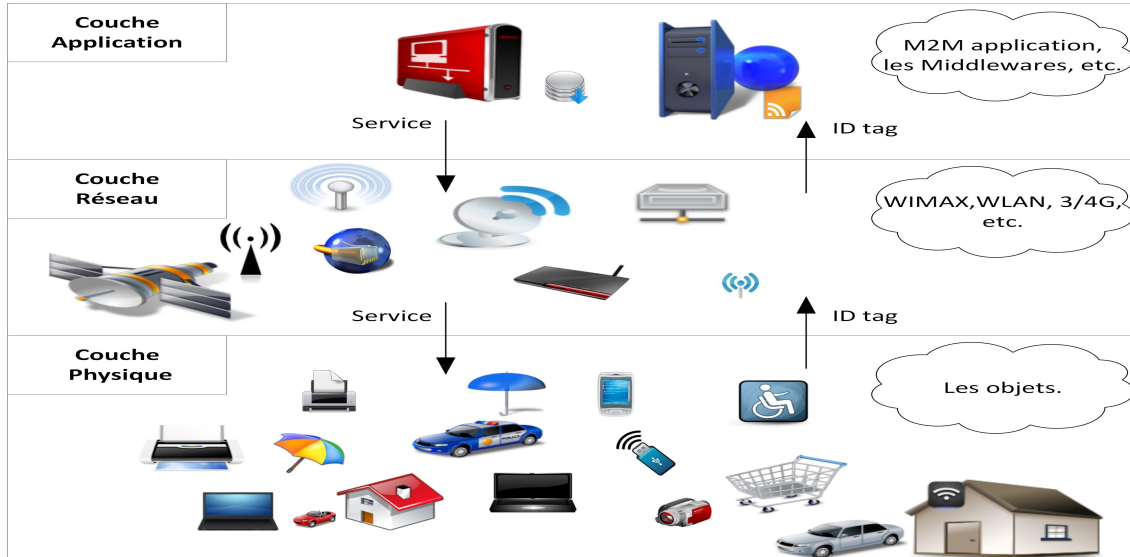 Couche
Application
M2M application,
les Middlewares, etc.
Service
ID tag
Couche
Réseau
WIMAX,WLAN, 3/4G,
etc.
Service
ID tag
Couche
Physique
Les objets.
POLICE